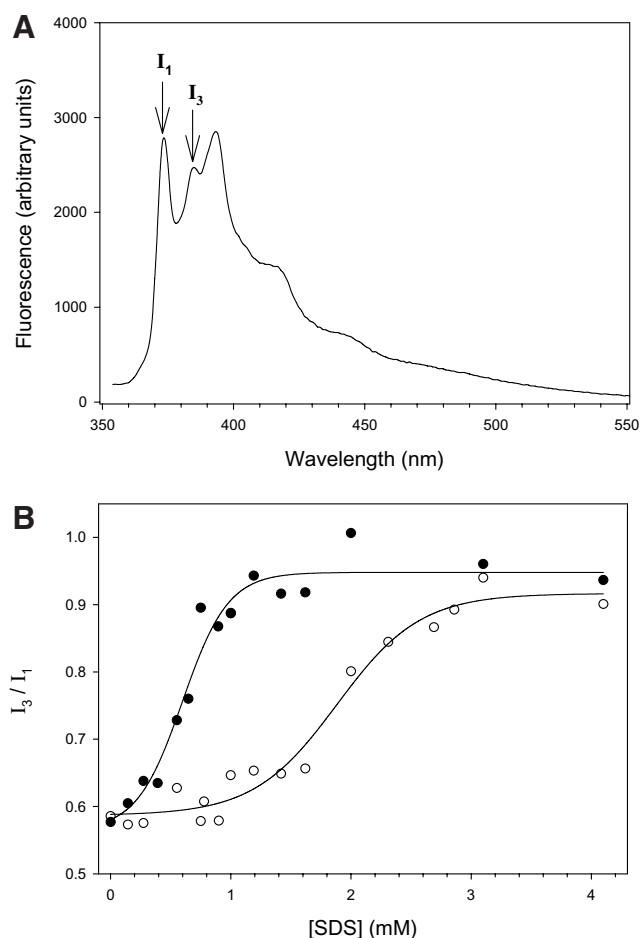 A
4000
3000
2000
1000
0
I1
I3
Fluorescence (arbitrary units)
350 400 450 500 550
Wavelength (nm)
B
1.0
0.9
0.8
0.7
0.6
0.5
I3 / I1
0 1 2 3 4
[SDS] (mM)